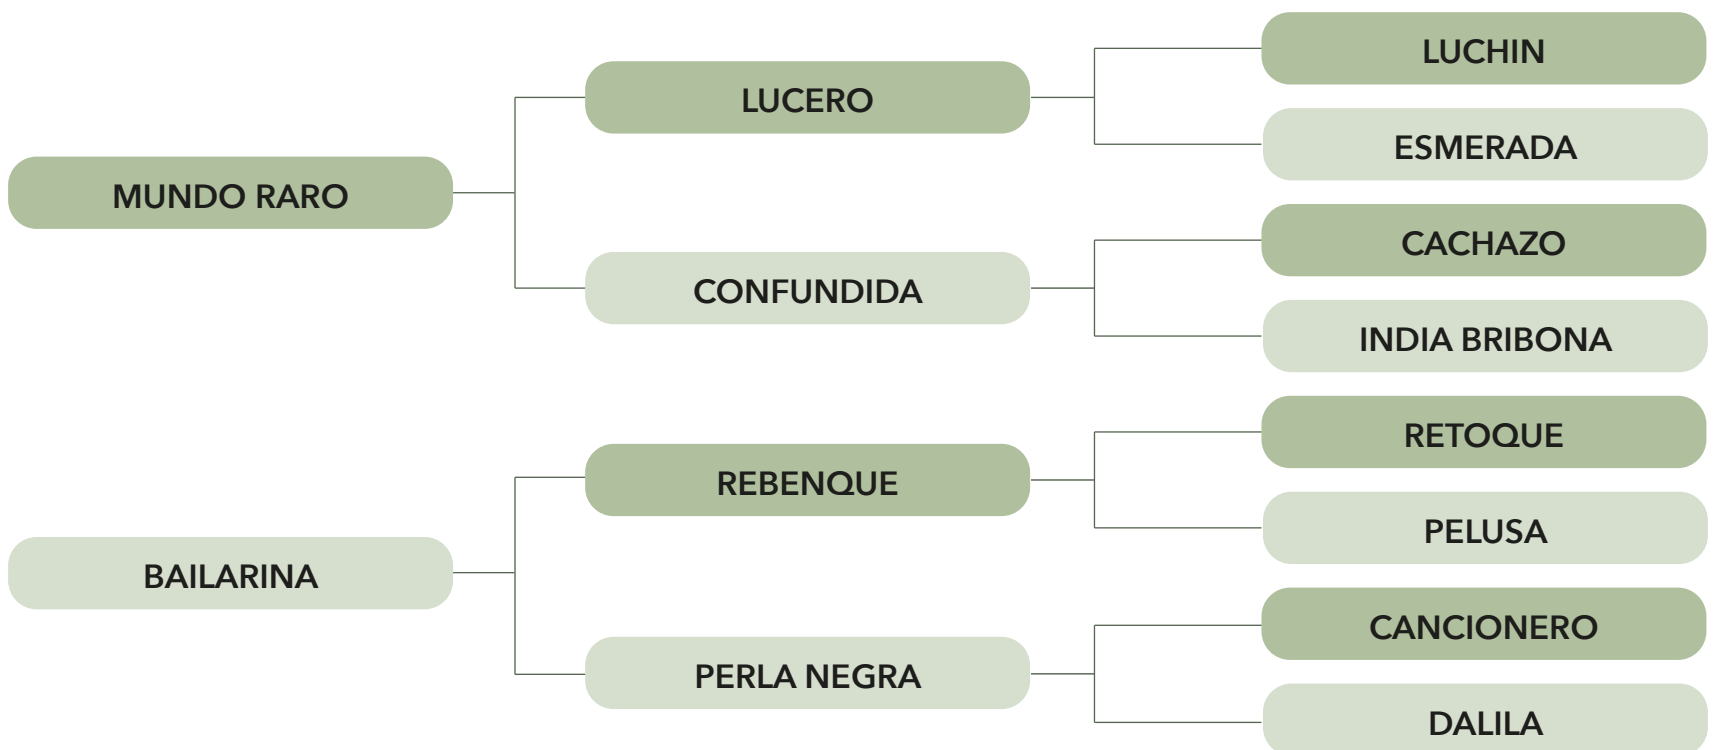 LUCHIN
LUCERO
ESMERADA
MUNDO RARO
CACHAZO
CONFUNDIDA
INDIA BRIBONA
RETOQUE
REBENQUE
PELUSA
BAILARINA
CANCIONERO
PERLA NEGRA
DALILA